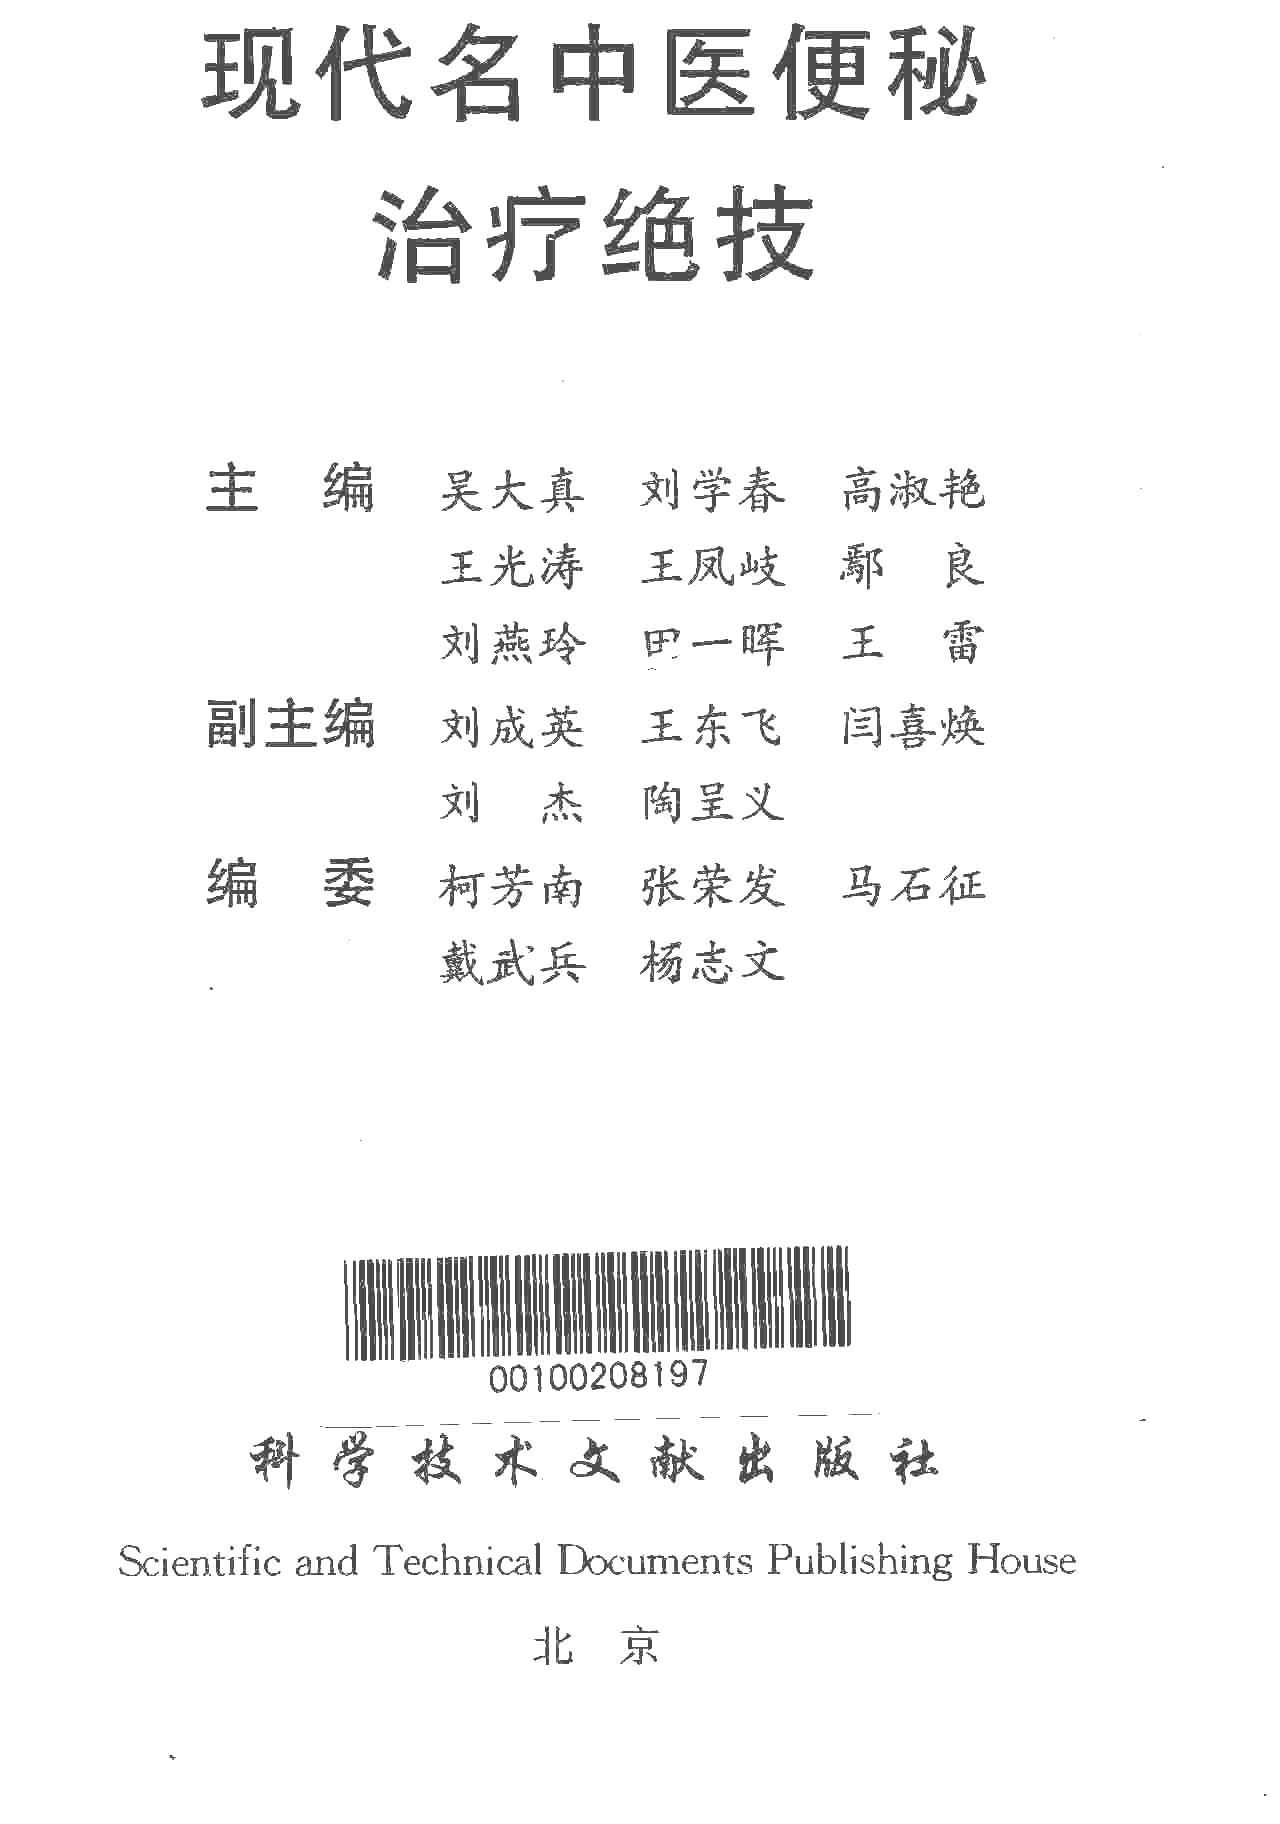 现代名中医便秘
治疗绝技
主　编　吴大真　刘学春　高淑艳
王光涛　王凤岐　鄢　良
刘燕玲　田一晖　王　雷
副主编　刘成英　王东飞　闫喜焕
刘　杰　陶呈义
编　委　柯芳南　张荣发　马石征
戴武兵　杨志文
00100208197
科学技术文献出版社
Scientific and Technical Documents Publishing House
北　京